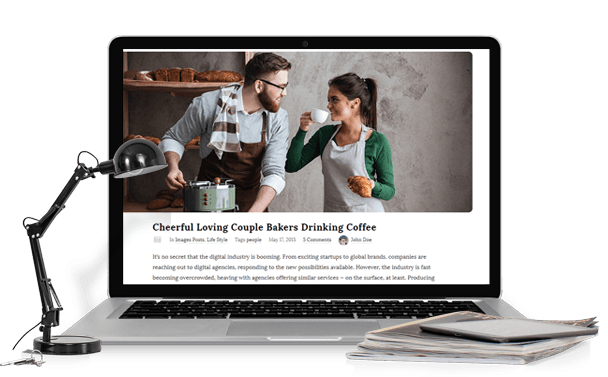 Cheerful Loving Couple Bakers Drinking Coffee
In Images Posts, Life Style Tags people May 17, 2013 3 Comments John Doe
It's no secret that the digital industry is booming. From exciting startups to global brands, companies are
reaching out to digital agencies, responding to the new possibilities available. However, the industry is fast
becoming overcrowded, heaving with agencies offering similar services – on the surface, at least. Producing